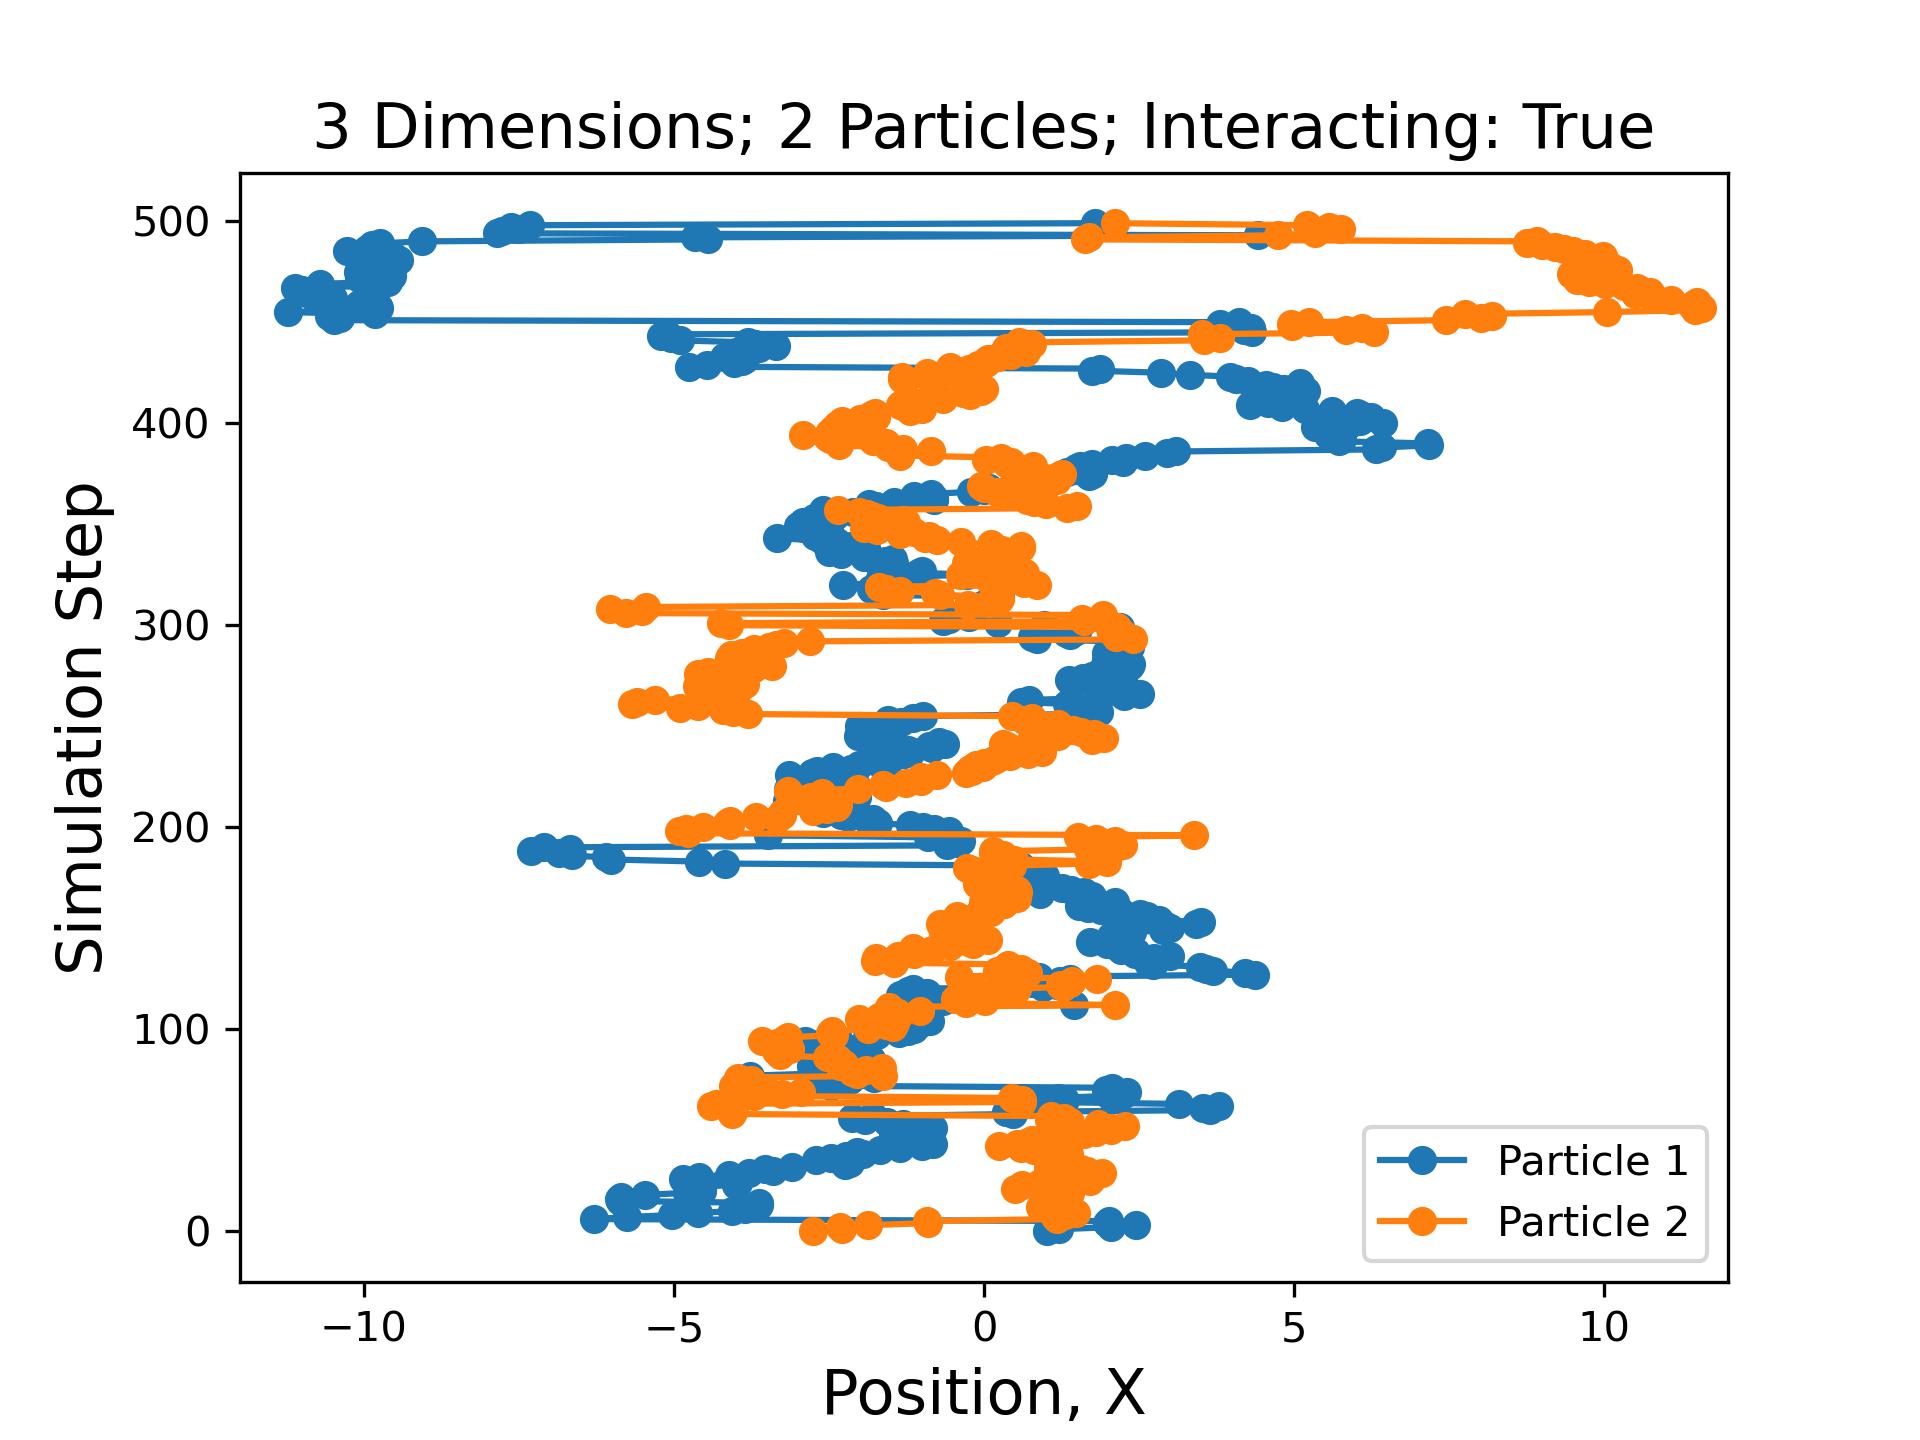 3 Dimensions; 2 Particles; Interacting: True
Simulation Step
500
400
300
200
100
0
−10
−5
0
5
10
Position, X
Particle 1
Particle 2